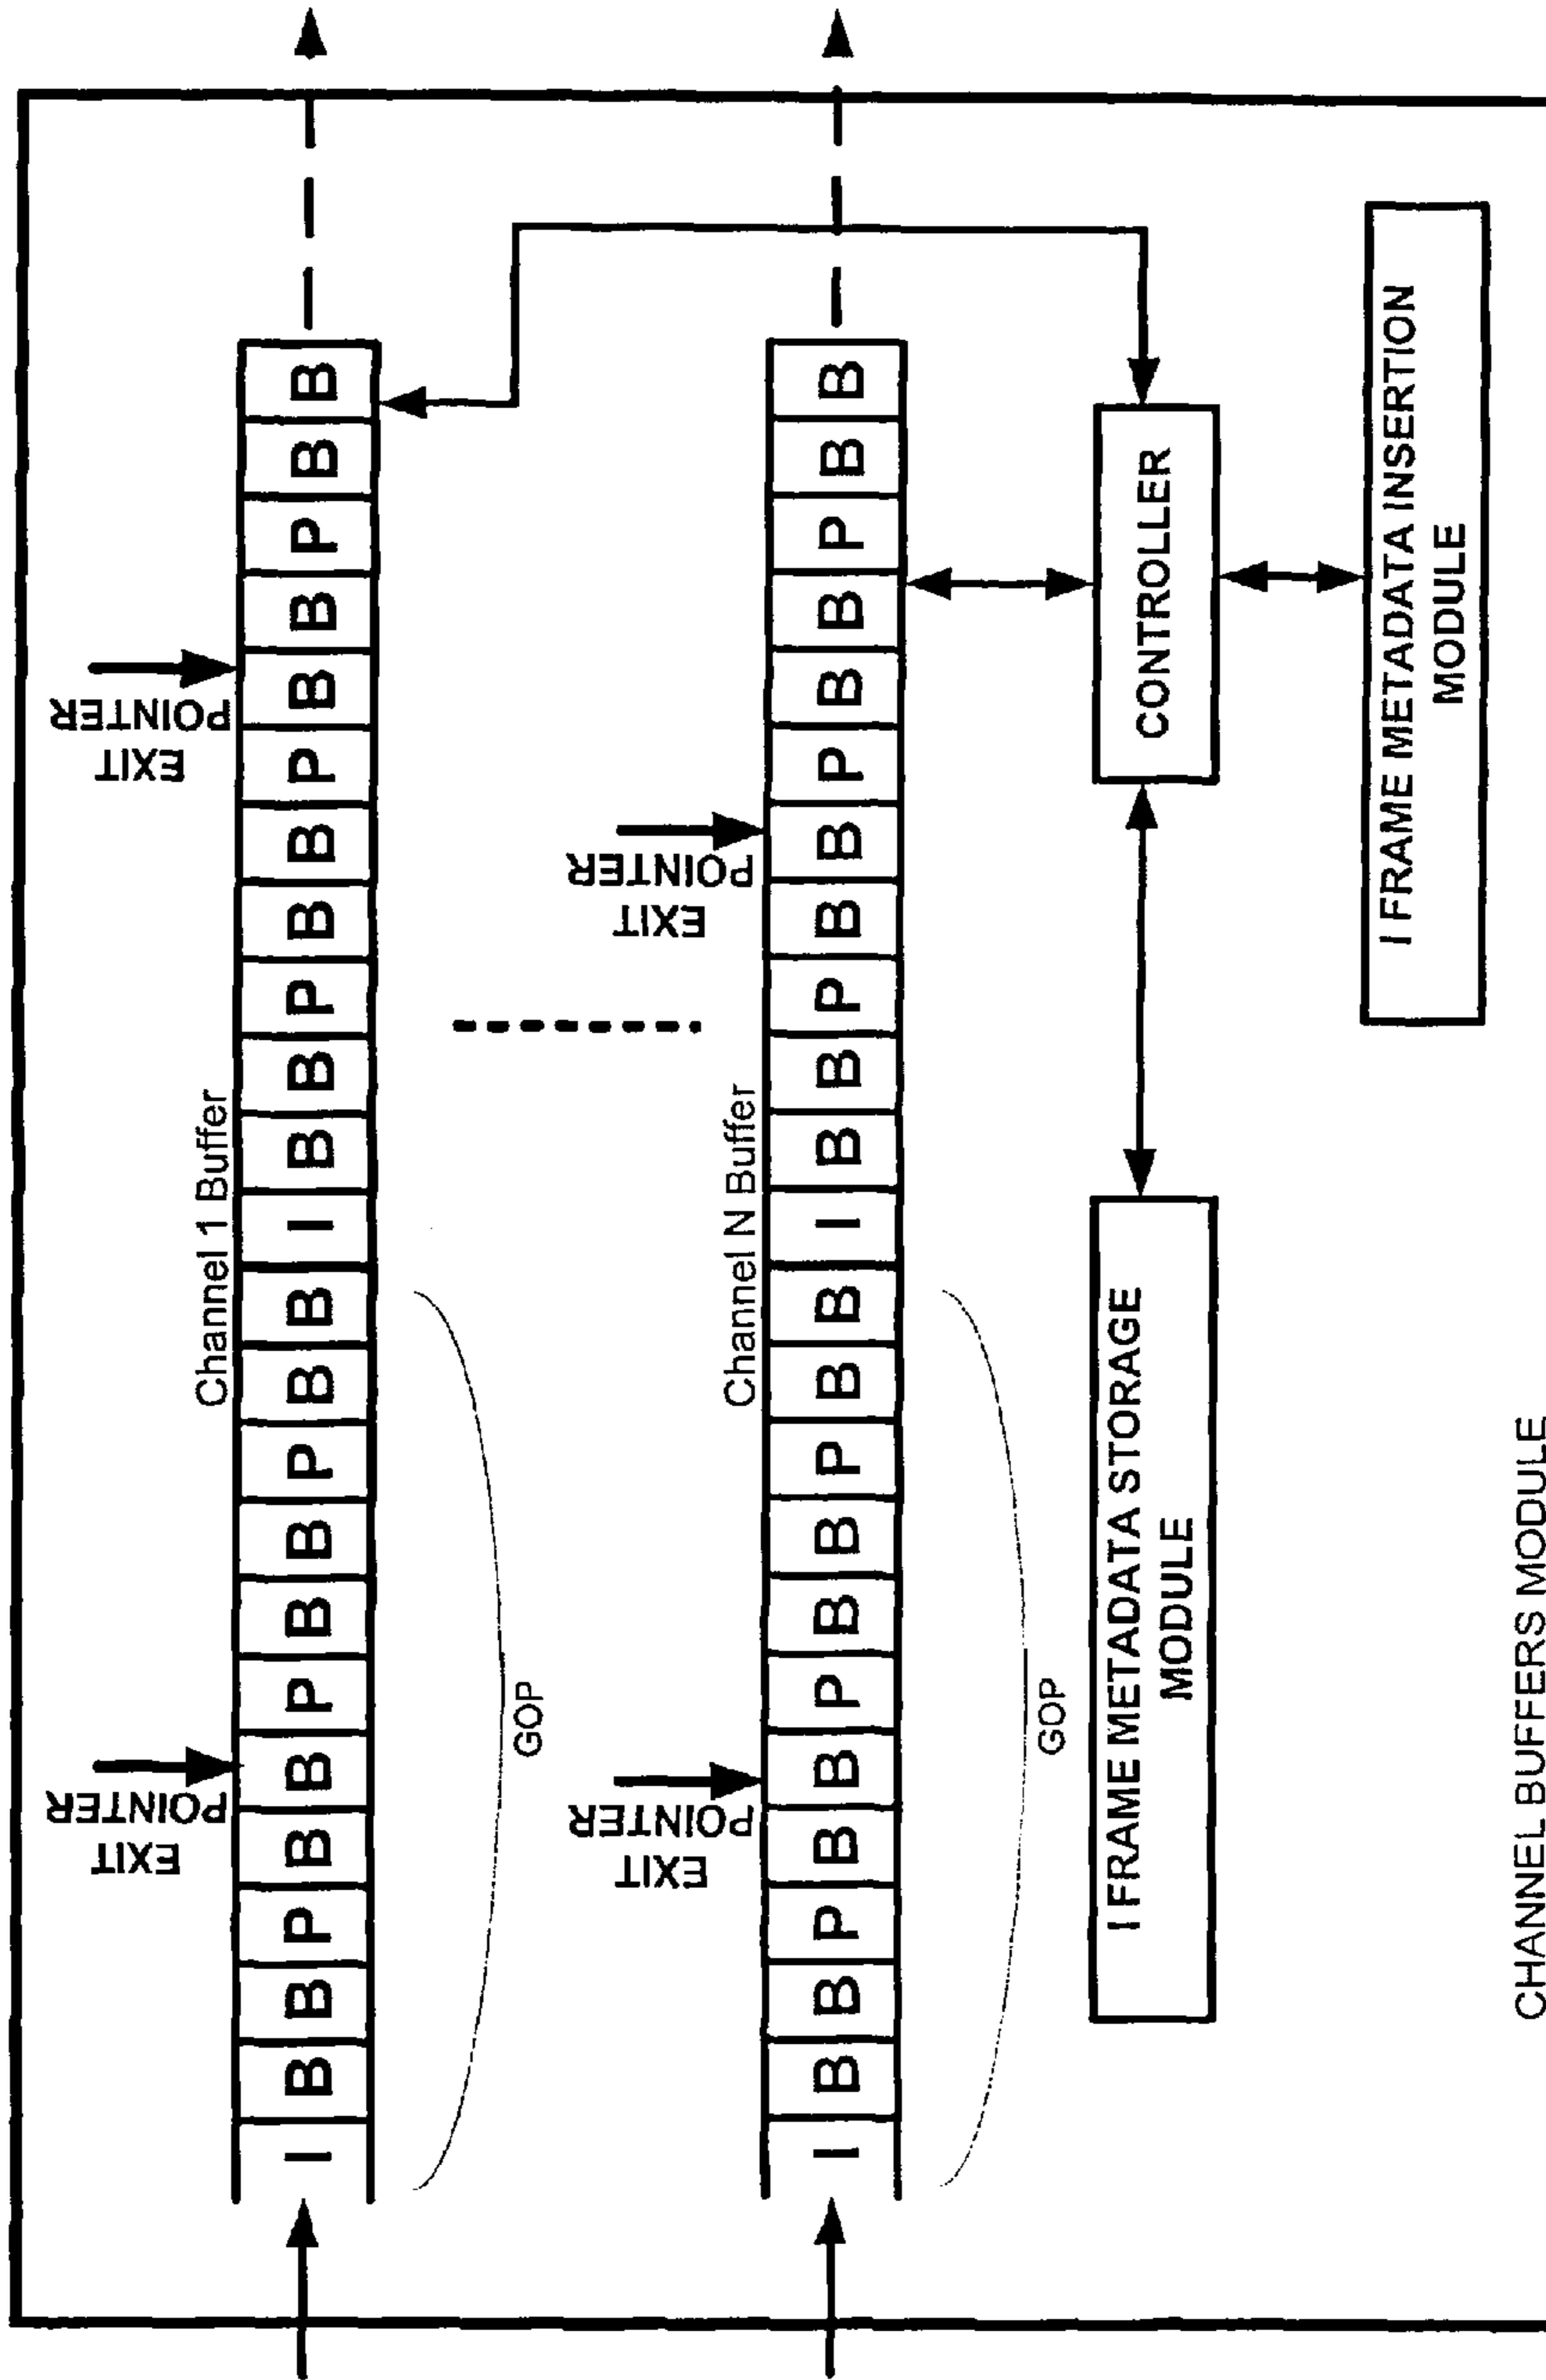 EXIT
POINTER
EXIT
POINTER
Channel 1 Buffer
I B B P B B P B B P B B I B B P B B P B B P B B
GOP
EXIT
POINTER
EXIT
POINTER
Channel N Buffer
I B B P B B P B B P B B I B B P B B P B B P B B
GOP
I FRAME METADATA STORAGE
MODULE
CONTROLLER
I FRAME METADATA INSERTION
MODULE
CHANNEL BUFFERS MODULE